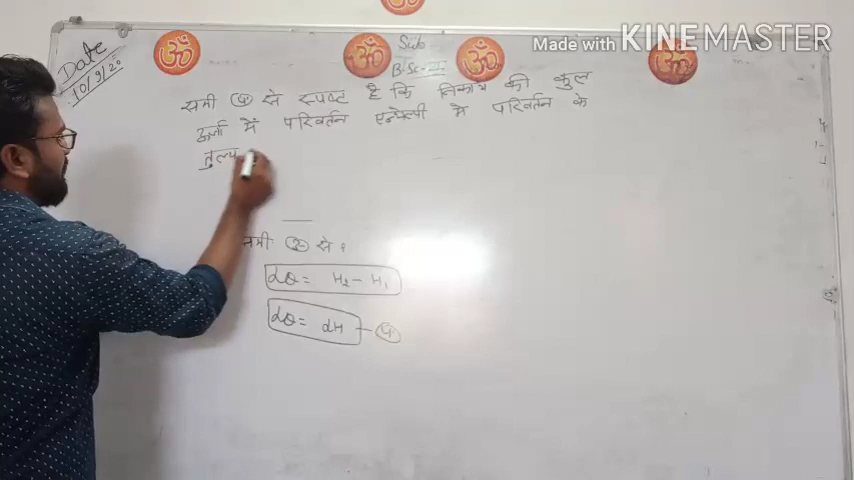 Made with KINEMASTER
Date
10/9/20
Sub
B.Sc-III
समी ④ से स्पष्ट है कि निकाय की कुल
ऊर्जा में परिवर्तन एन्थैल्पी में परिवर्तन के
तुल्य
समी ③ से :
dQ = H₂ - H₁
dQ = dH — ④